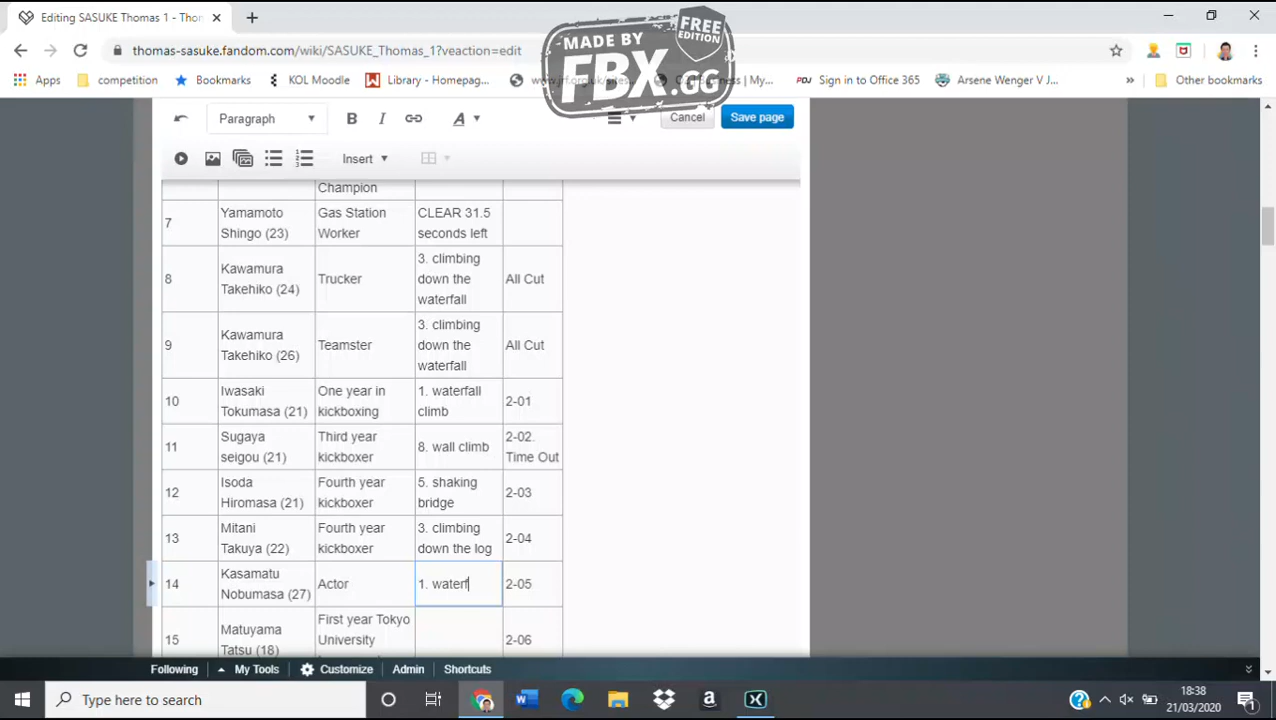 Editing SASUKE Thomas 1 - Thor
thomas-sasuke.fandom.com/wiki/SASUKE_Thomas_1?veaction=edit
MADE BY
FREE
EDITION
FBX.GG
Apps
competition
Bookmarks
KOL Moodle
Library - Homepag...
Sign in to Office 365
Arsene Wenger V J...
Other bookmarks
Paragraph
B
I
A
Cancel
Save page
Insert
Champion
7 Yamamoto Shingo (23) Gas Station Worker CLEAR 31.5 seconds left
8 Kawamura Takehiko (24) Trucker 3. climbing down the waterfall All Cut
9 Kawamura Takehiko (26) Teamster 3. climbing down the waterfall All Cut
10 Iwasaki Tokumasa (21) One year in kickboxing 1. waterfall climb 2-01
11 Sugaya seigou (21) Third year kickboxer 8. wall climb 2-02. Time Out
12 Isoda Hiromasa (21) Fourth year kickboxer 5. shaking bridge 2-03
13 Mitani Takuya (22) Fourth year kickboxer 3. climbing down the log 2-04
14 Kasamatu Nobumasa (27) Actor 1. waterf 2-05
15 Matuyama Tatsu (18) First year Tokyo University 2-06
Following
My Tools
Customize
Admin
Shortcuts
Type here to search
18:38
21/03/2020